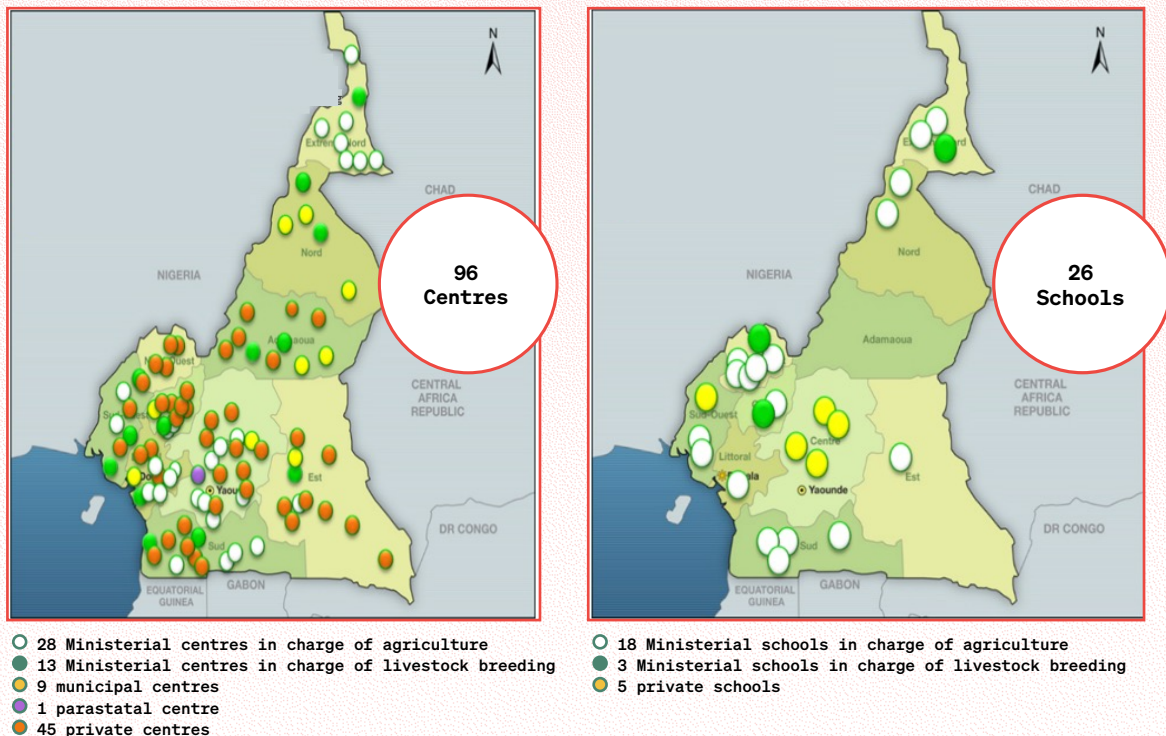 N
CHAD
Nord
NIGERIA
96
Centres
CENTRAL
AFRICA
REPUBLIC
Est
Sud
DR CONGO
GABON
EQUATORIAL
GUINEA
28 Ministerial centres in charge of agriculture
13 Ministerial centres in charge of livestock breeding
9 municipal centres
1 parastatal centre
45 private centres
N
CHAD
Nord
NIGERIA
26
Schools
Adamaoua
CENTRAL
AFRICA
REPUBLIC
Sud-Ouest
Centre
Littoral
Est
Yaounde
Sud
DR CONGO
GABON
EQUATORIAL
GUINEA
18 Ministerial schools in charge of agriculture
3 Ministerial schools in charge of livestock breeding
5 private schools